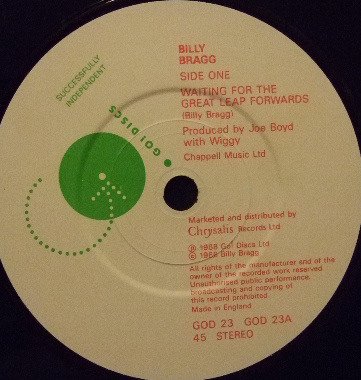 BILLY
BRAGG
SIDE ONE
WAITING FOR THE
GREAT LEAP FORWARDS
(Billy Bragg)
Produced by Joe Boyd
with Wiggy
Chappell Music Ltd
SUCCESSFULLY
INDEPENDENT
GO! DISCS
Marketed and distributed by
Chrysalis Records Ltd
℗ 1988 Go! Discs Ltd
© 1988 Billy Bragg
All rights of the manufacturer and of the
owner of the recorded work reserved
Unauthorised public performance
broadcasting and copying of
this record prohibited
Made in England
GOD 23 GOD 23A
45 STEREO